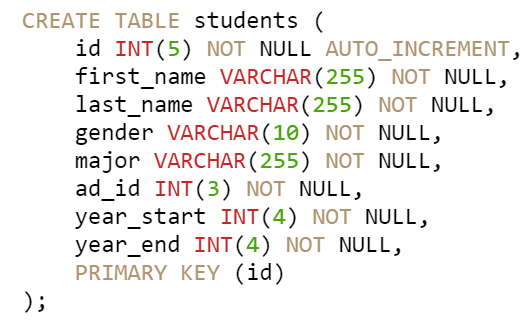 CREATE TABLE students (
    id INT(5) NOT NULL AUTO_INCREMENT,
    first_name VARCHAR(255) NOT NULL,
    last_name VARCHAR(255) NOT NULL,
    gender VARCHAR(10) NOT NULL,
    major VARCHAR(255) NOT NULL,
    ad_id INT(3) NOT NULL,
    year_start INT(4) NOT NULL,
    year_end INT(4) NOT NULL,
    PRIMARY KEY (id)
);